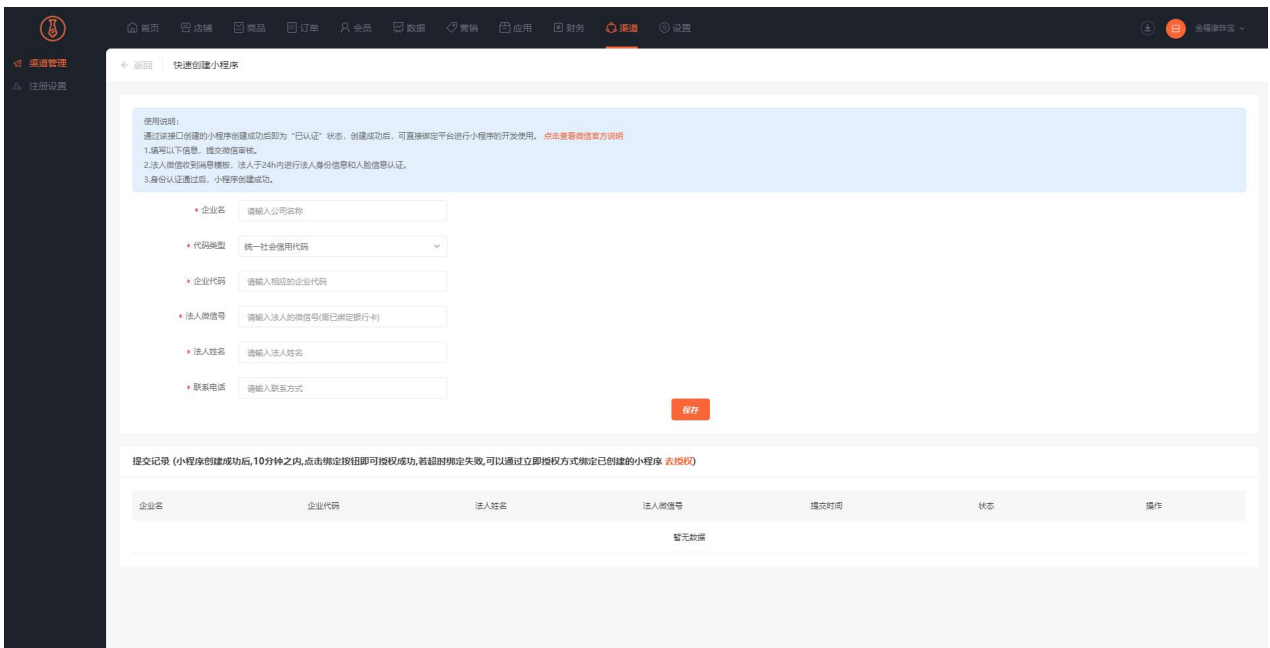 首页 店铺 商品 订单 会员 数据 营销 应用 财务 渠道 设置 金福缘珠宝
渠道管理
注册设置
返回 快速创建小程序
使用说明：
通过该接口创建的小程序创建成功后即为“已认证”状态，创建成功后，可直接绑定平台进行小程序的开发使用。 点击查看微信官方说明
1.填写以下信息，提交微信审核。
2.法人微信收到消息模板，法人于24h内进行法人身份信息和人脸信息认证。
3.身份认证通过后，小程序创建成功。
* 企业名 请输入公司名称
* 代码类型 统一社会信用代码
* 企业代码 请输入相应的企业代码
* 法人微信号 请输入法人的微信号(需已绑定银行卡)
* 法人姓名 请输入法人姓名
* 联系电话 请输入联系方式
保存
提交记录 (小程序创建成功后,10分钟之内,点击绑定按钮即可授权成功,若超时绑定失败,可以通过立即授权方式绑定已创建的小程序 去授权)
企业名 企业代码 法人姓名 法人微信号 提交时间 状态 操作
暂无数据